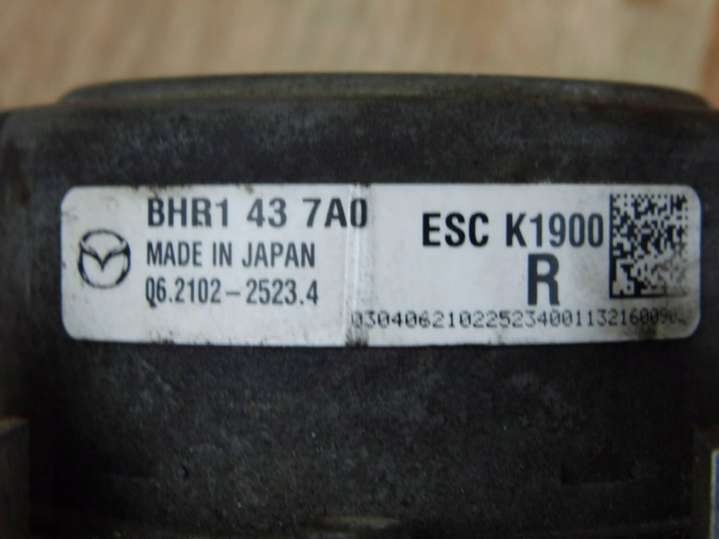 BHR1 43 7A0
MADE IN JAPAN
Q6.2102-2523.4
ESC K1900
R